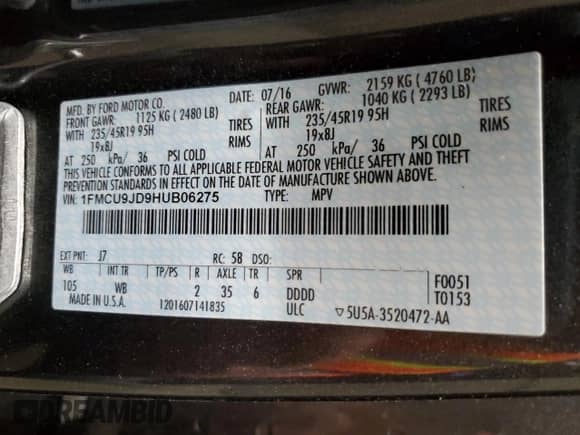 MFD. BY FORD MOTOR CO. DATE: 07/16 GVWR: 2159 KG ( 4760 LB)
FRONT GAWR: 1125 KG ( 2480 LB) REAR GAWR: 1040 KG ( 2293 LB)
WITH 235/45R19 95H TIRES WITH 235/45R19 95H TIRES
19x8J RIMS 19x8J RIMS
AT 250 kPa/ 36 PSI COLD AT 250 kPa/ 36 PSI COLD
THIS VEHICLE CONFORMS TO ALL APPLICABLE FEDERAL MOTOR VEHICLE SAFETY AND THEFT
PREVENTION STANDARDS IN EFFECT ON THE DATE OF MANUFACTURE SHOWN ABOVE.
VIN: 1FMCU9JD9HUB06275 TYPE: MPV
EXT PNT: J7 RC: 58 DSO:
WB INT TR TP/PS R AXLE TR SPR F0051
105 WB 2 35 6 DDDD T0153
MADE IN U.S.A. 1201607141835 ULC ▽5U5A-3520472-AA
DREAMBID